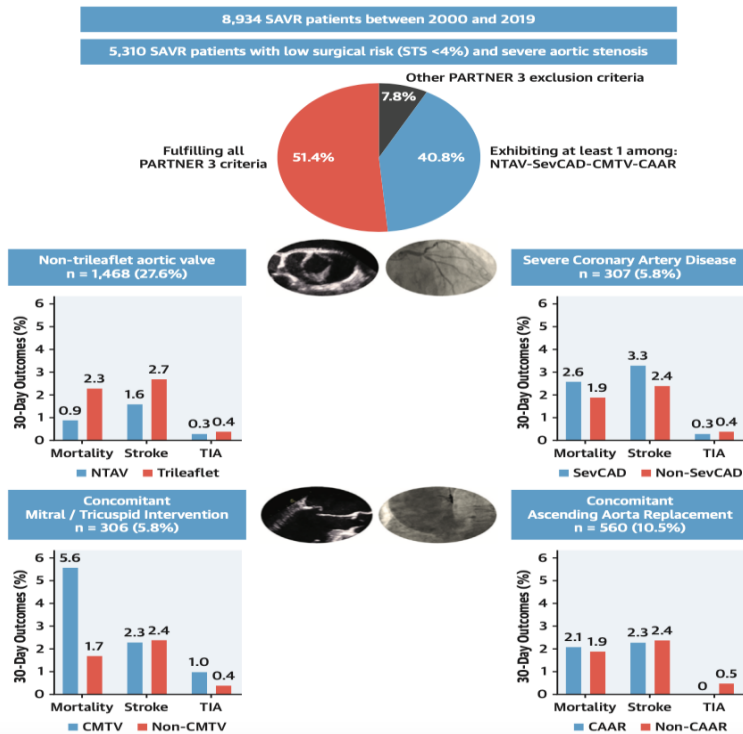 8,934 SAVR patients between 2000 and 2019
5,310 SAVR patients with low surgical risk (STS <4%) and severe aortic stenosis
Other PARTNER 3 exclusion criteria
7.8%
Fulfilling all
PARTNER 3 criteria
51.4%
40.8%
Exhibiting at least 1 among:
NTAV-SevCAD-CMTV-CAAR
Non-trileaflet aortic valve
n = 1,468 (27.6%)
30-Day Outcomes (%)
6
5
4
3
2
1
0
0.9
2.3
1.6
2.7
0.3
0.4
Mortality
Stroke
TIA
NTAV
Trileaflet
Severe Coronary Artery Disease
n = 307 (5.8%)
30-Day Outcomes (%)
6
5
4
3
2
1
0
2.6
1.9
3.3
2.4
0.3
0.4
Mortality
Stroke
TIA
SevCAD
Non-SevCAD
Concomitant
Mitral / Tricuspid Intervention
n = 306 (5.8%)
30-Day Outcomes (%)
6
5
4
3
2
1
0
5.6
1.7
2.3
2.4
1.0
0.4
Mortality
Stroke
TIA
CMTV
Non-CMTV
Concomitant
Ascending Aorta Replacement
n = 560 (10.5%)
30-Day Outcomes (%)
6
5
4
3
2
1
0
2.1
1.9
2.3
2.4
0
0.5
Mortality
Stroke
TIA
CAAR
Non-CAAR